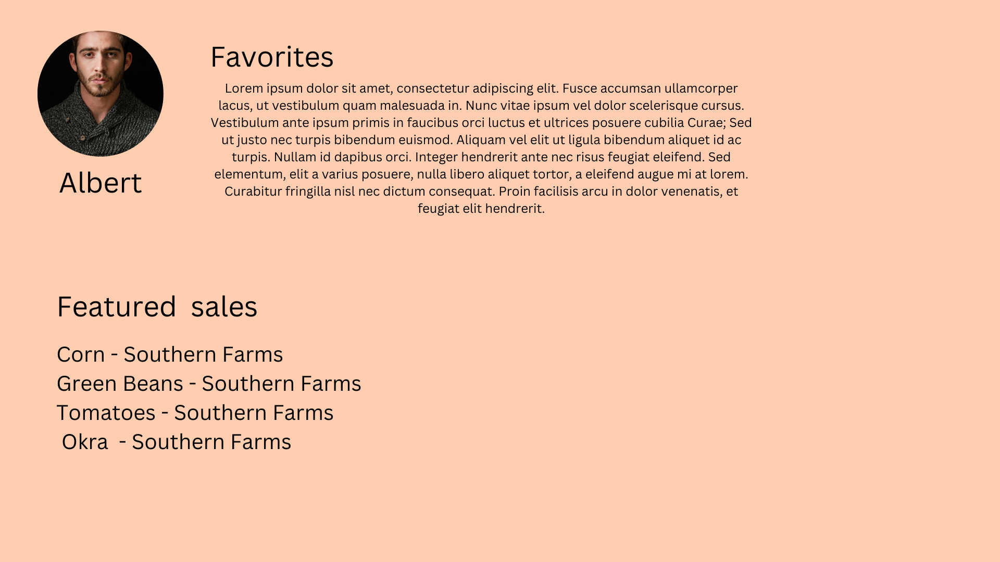 Favorites
Lorem ipsum dolor sit amet, consectetur adipiscing elit. Fusce accumsan ullamcorper
lacus, ut vestibulum quam malesuada in. Nunc vitae ipsum vel dolor scelerisque cursus.
Vestibulum ante ipsum primis in faucibus orci luctus et ultrices posuere cubilia Curae; Sed
ut justo nec turpis bibendum euismod. Aliquam vel elit ut ligula bibendum aliquet id ac
turpis. Nullam id dapibus orci. Integer hendrerit ante nec risus feugiat eleifend. Sed
elementum, elit a varius posuere, nulla libero aliquet tortor, a eleifend augue mi at lorem.
Curabitur fringilla nisl nec dictum consequat. Proin facilisis arcu in dolor venenatis, et
feugiat elit hendrerit.
Albert
Featured  sales
Corn - Southern Farms
Green Beans - Southern Farms
Tomatoes - Southern Farms
Okra  - Southern Farms